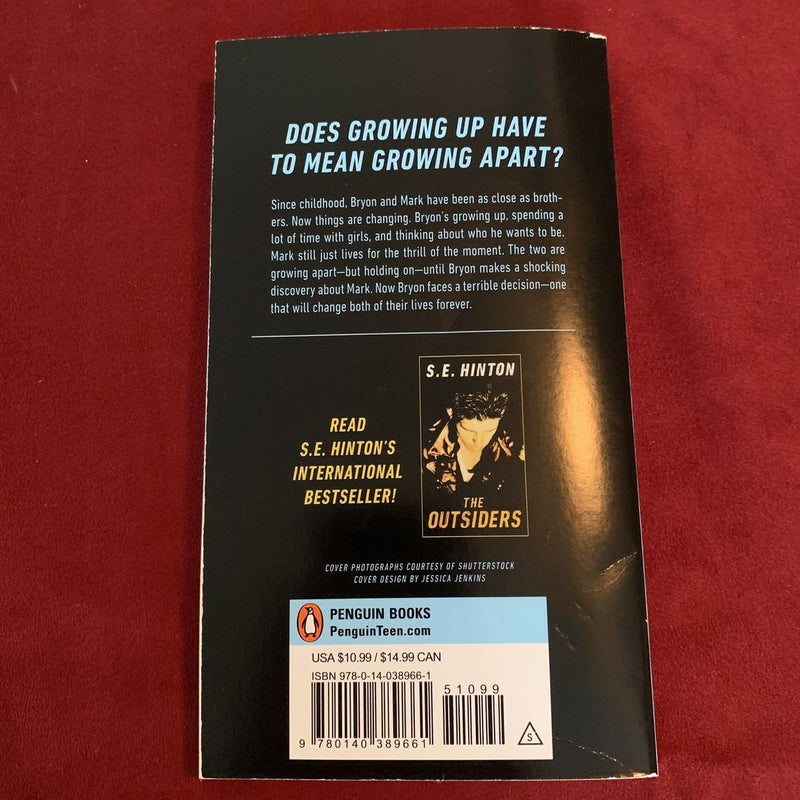 DOES GROWING UP HAVE
TO MEAN GROWING APART?
Since childhood, Bryon and Mark have been as close as broth-
ers. Now things are changing. Bryon's growing up, spending a
lot of time with girls, and thinking about who he wants to be.
Mark still just lives for the thrill of the moment. The two are
growing apart—but holding on—until Bryon makes a shocking
discovery about Mark. Now Bryon faces a terrible decision—one
that will change both of their lives forever.
READ
S.E. HINTON'S
INTERNATIONAL
BESTSELLER!
S.E. HINTON
THE
OUTSIDERS
COVER PHOTOGRAPHS COURTESY OF SHUTTERSTOCK
COVER DESIGN BY JESSICA JENKINS
PENGUIN BOOKS
PenguinTeen.com
USA $10.99 / $14.99 CAN
ISBN 978-0-14-038966-1
51099
9 780140 389661
S